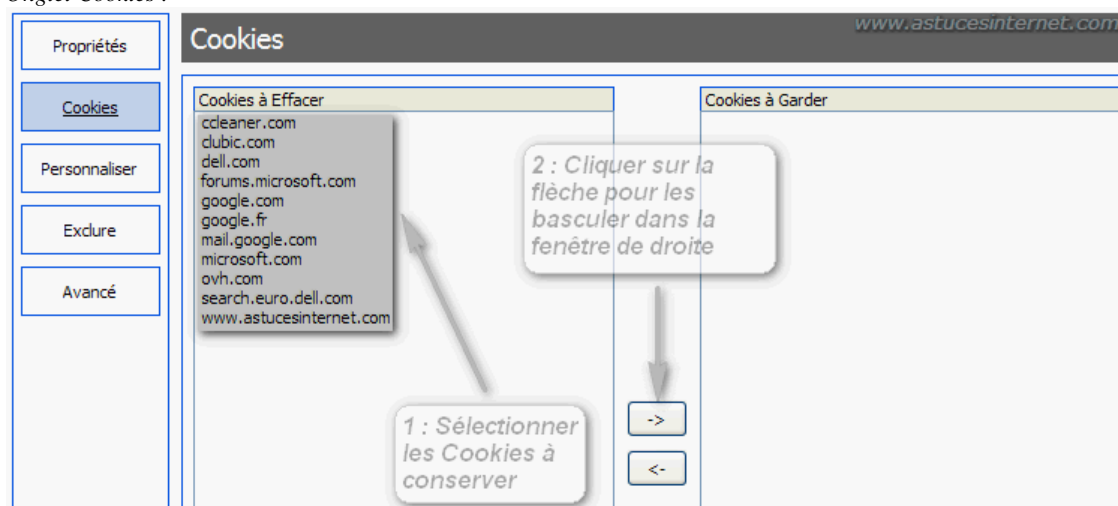 Onglet Cookies :
www.astucesinternet.com
Propriétés
Cookies
Personnaliser
Exclure
Avancé
Cookies
Cookies à Effacer
ccleaner.com
clubic.com
dell.com
forums.microsoft.com
google.com
google.fr
mail.google.com
microsoft.com
ovh.com
search.euro.dell.com
www.astucesinternet.com
Cookies à Garder
2 : Cliquer sur la
flèche pour les
basculer dans la
fenêtre de droite
1 : Sélectionner
les Cookies à
conserver
->
<-